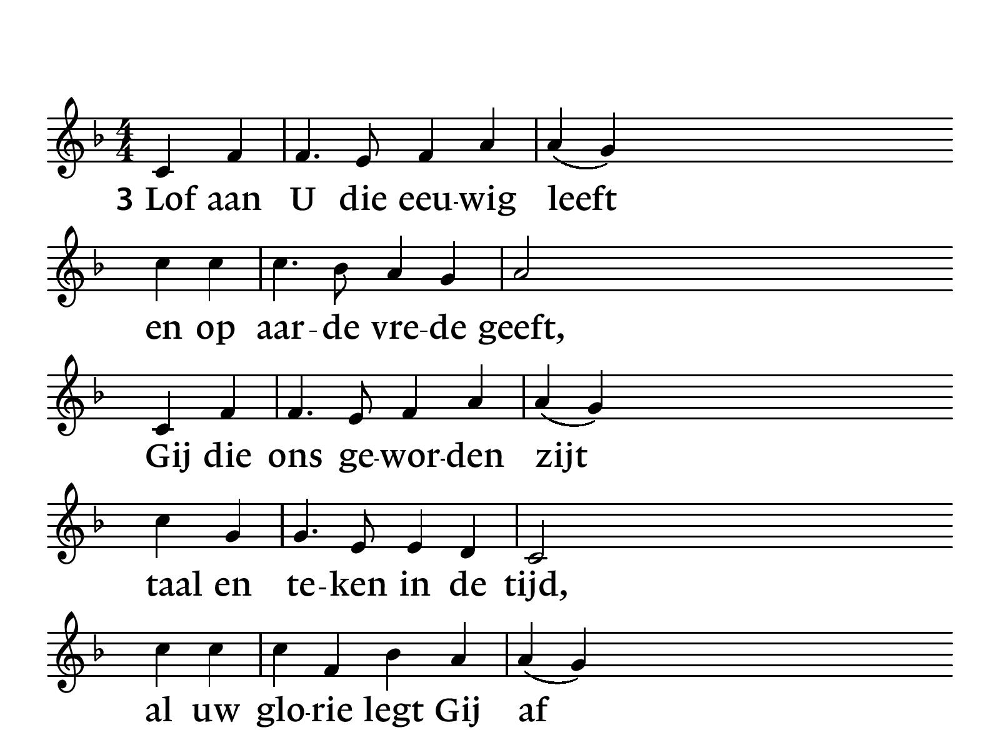 3 Lof aan U die eeu-wig leeft
en op aar-de vre-de geeft,
Gij die ons ge-wor-den zijt
taal en te-ken in de tijd,
al uw glo-rie legt Gij af